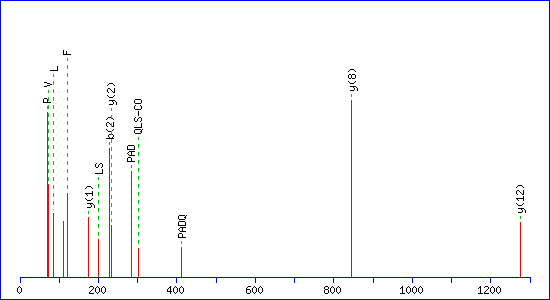 P
V
L
F
y(1)
LS
b(2)
y(2)
PAD
QLS-CO
PADQ
y(8)
y(12)
0 200 400 600 800 1000 1200